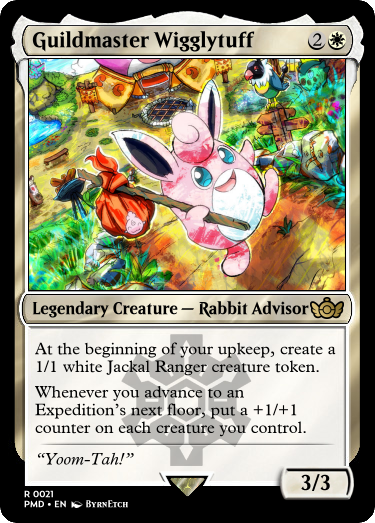 Guildmaster Wigglytuff 2
Legendary Creature — Rabbit Advisor
At the beginning of your upkeep, create a
1/1 white Jackal Ranger creature token.
Whenever you advance to an
Expedition's next floor, put a +1/+1
counter on each creature you control.
“Yoom-Tah!”
3/3
R 0021
PMD • EN ByrnEtch